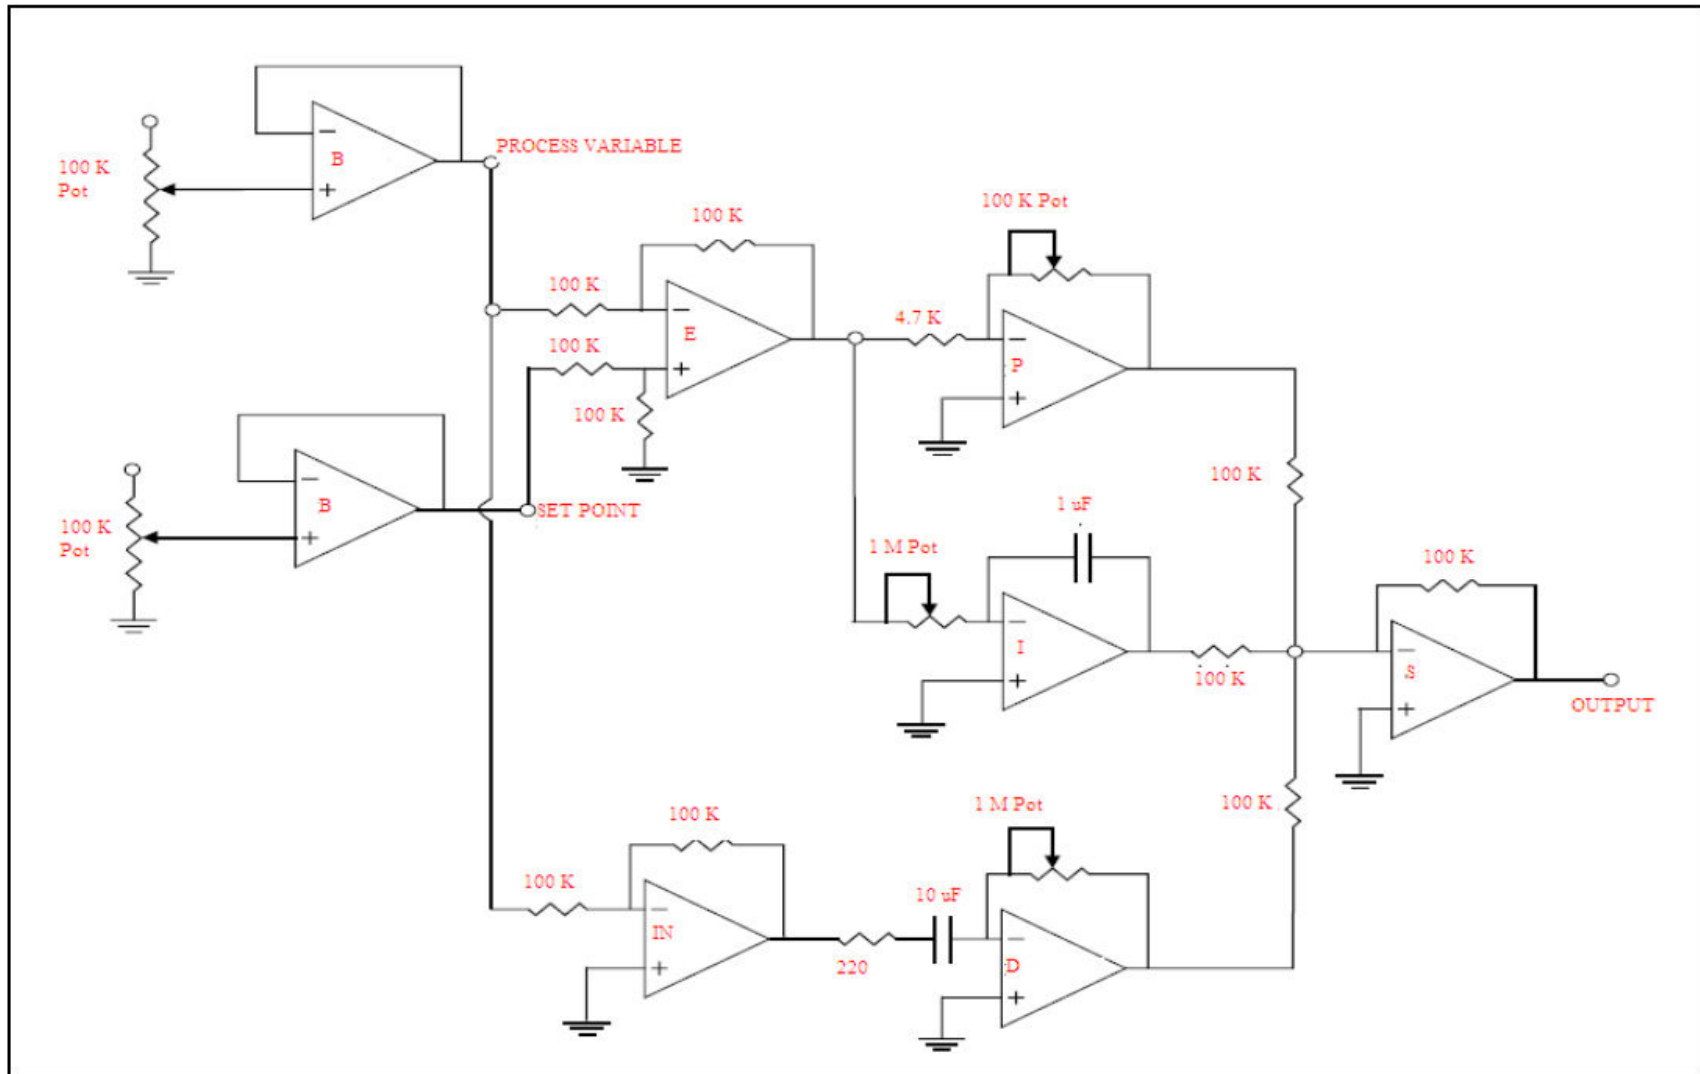 PROCESS VARIABLE
100 K
Pot
−
B
+
100 K
100 K Pot
100 K
−
E
+
4.7 K
−
P
+
100 K
100 K
−
B
+
SET POINT
100 K
Pot
100 K
1 uF
1 M Pot
−
I
+
100 K
100 K
−
S
+
OUTPUT
100 K
1 M Pot
100 K
100 K
−
IN
+
10 uF
220
−
D
+